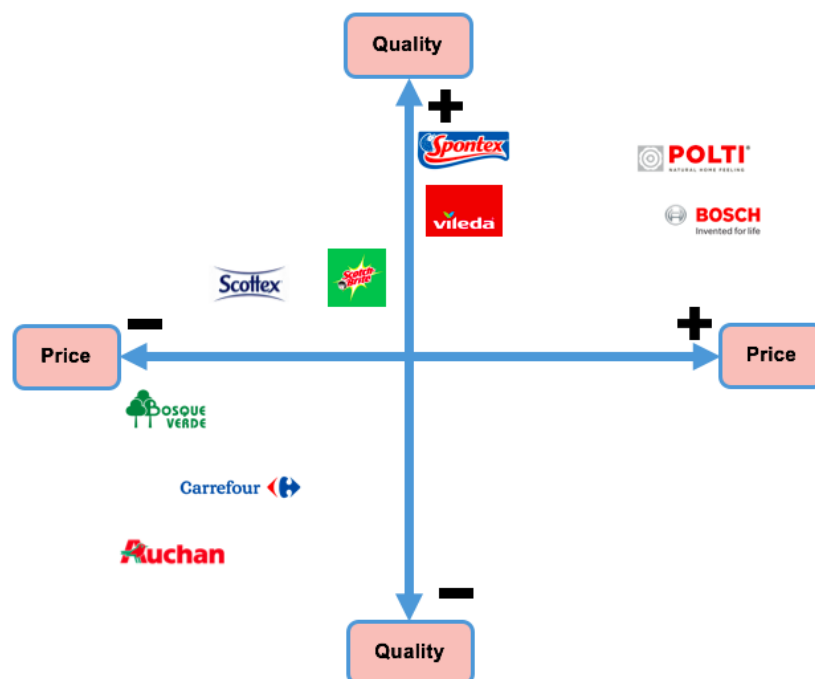 Quality
+
Spontex
POLTI®
NATURAL HOME FEELING
vileda
BOSCH
Invented for life
Scottex
Scotch
Brite
−
+
Price
Price
BOSQUE
VERDE
Carrefour
Auchan
−
Quality